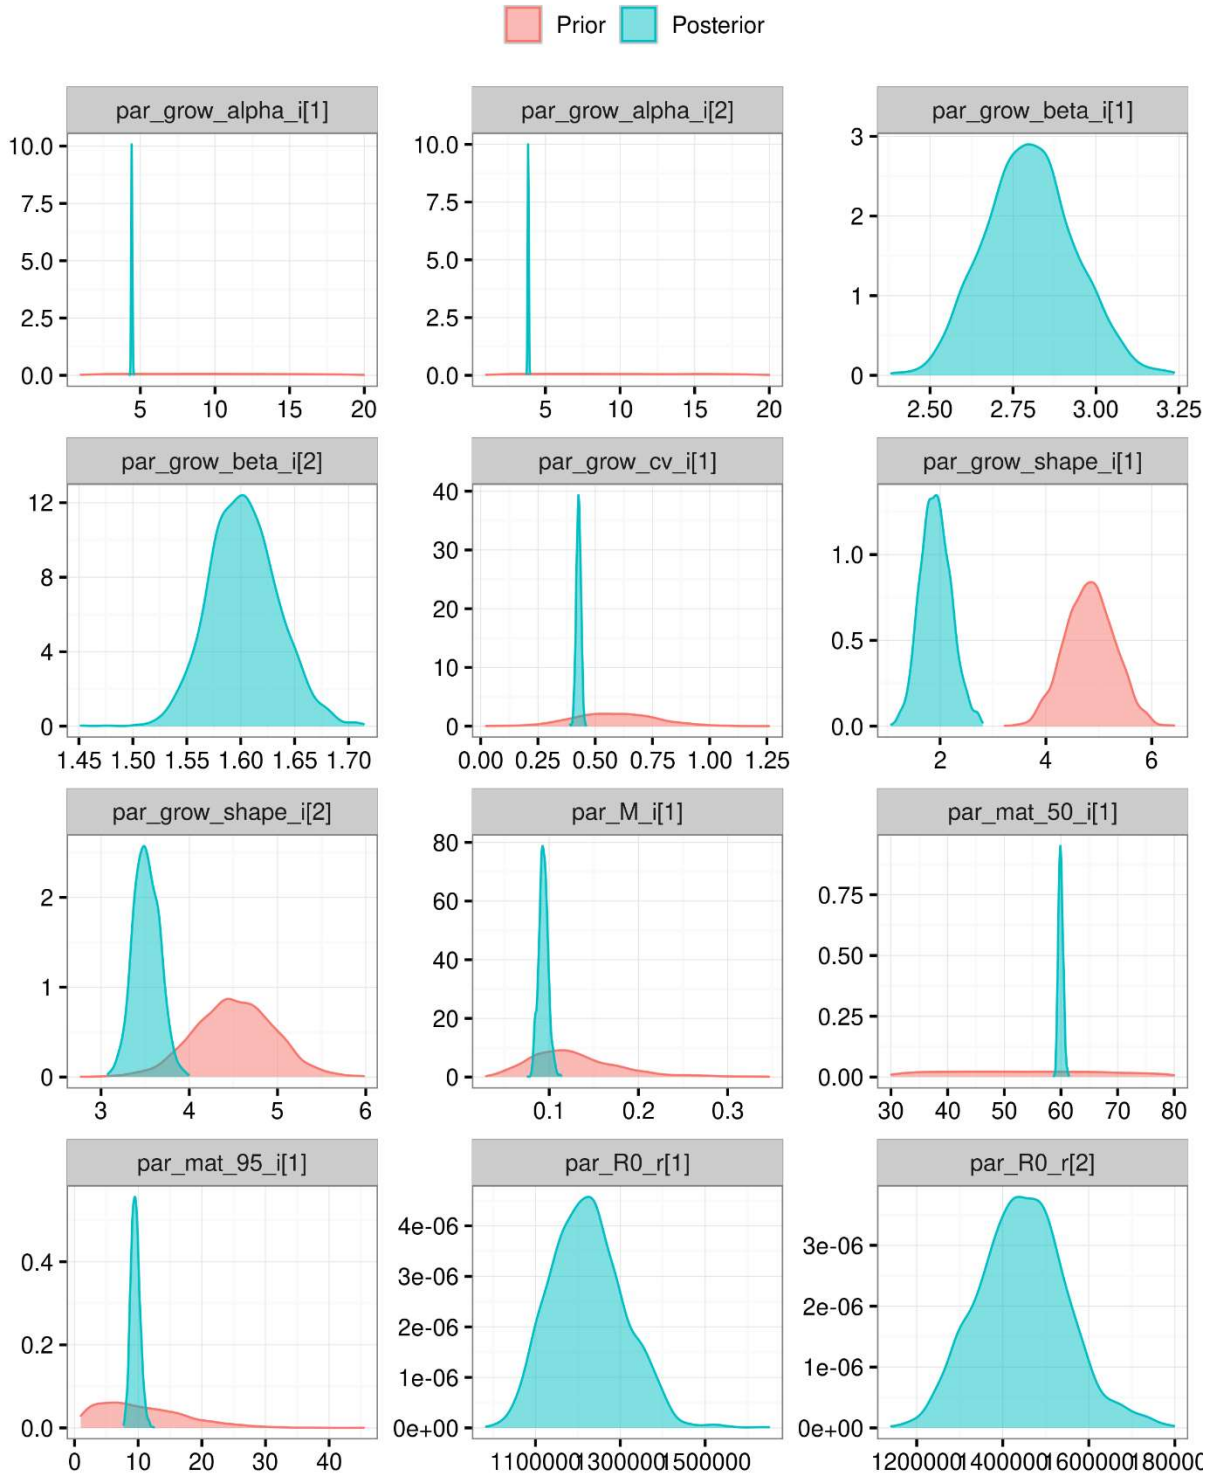 Prior Posterior
par_grow_alpha_i[1] par_grow_alpha_i[2] par_grow_beta_i[1]
10.0 10.0 3
7.5 7.5 2
5.0 5.0 1
2.5 2.5 0
0.0 0.0
5 10 15 20 5 10 15 20 2.50 2.75 3.00 3.25
par_grow_beta_i[2] par_grow_cv_i[1] par_grow_shape_i[1]
12 40 1.0
8 30 0.5
4 20 0.0
0 10
0
1.45 1.50 1.55 1.60 1.65 1.70 0.00 0.25 0.50 0.75 1.00 1.25 2 4 6
par_grow_shape_i[2] par_M_i[1] par_mat_50_i[1]
2 80 0.75
1 60 0.50
0 40 0.25
20 0.00
0
3 4 5 6 0.1 0.2 0.3 30 40 50 60 70 80
par_mat_95_i[1] par_R0_r[1] par_R0_r[2]
0.4 4e-06 3e-06
0.2 3e-06 2e-06
0.0 2e-06 1e-06
1e-06 0e+00
0e+00
0 10 20 30 40 1100000 1300000 1500000 1200000 1400000 1600000 180000